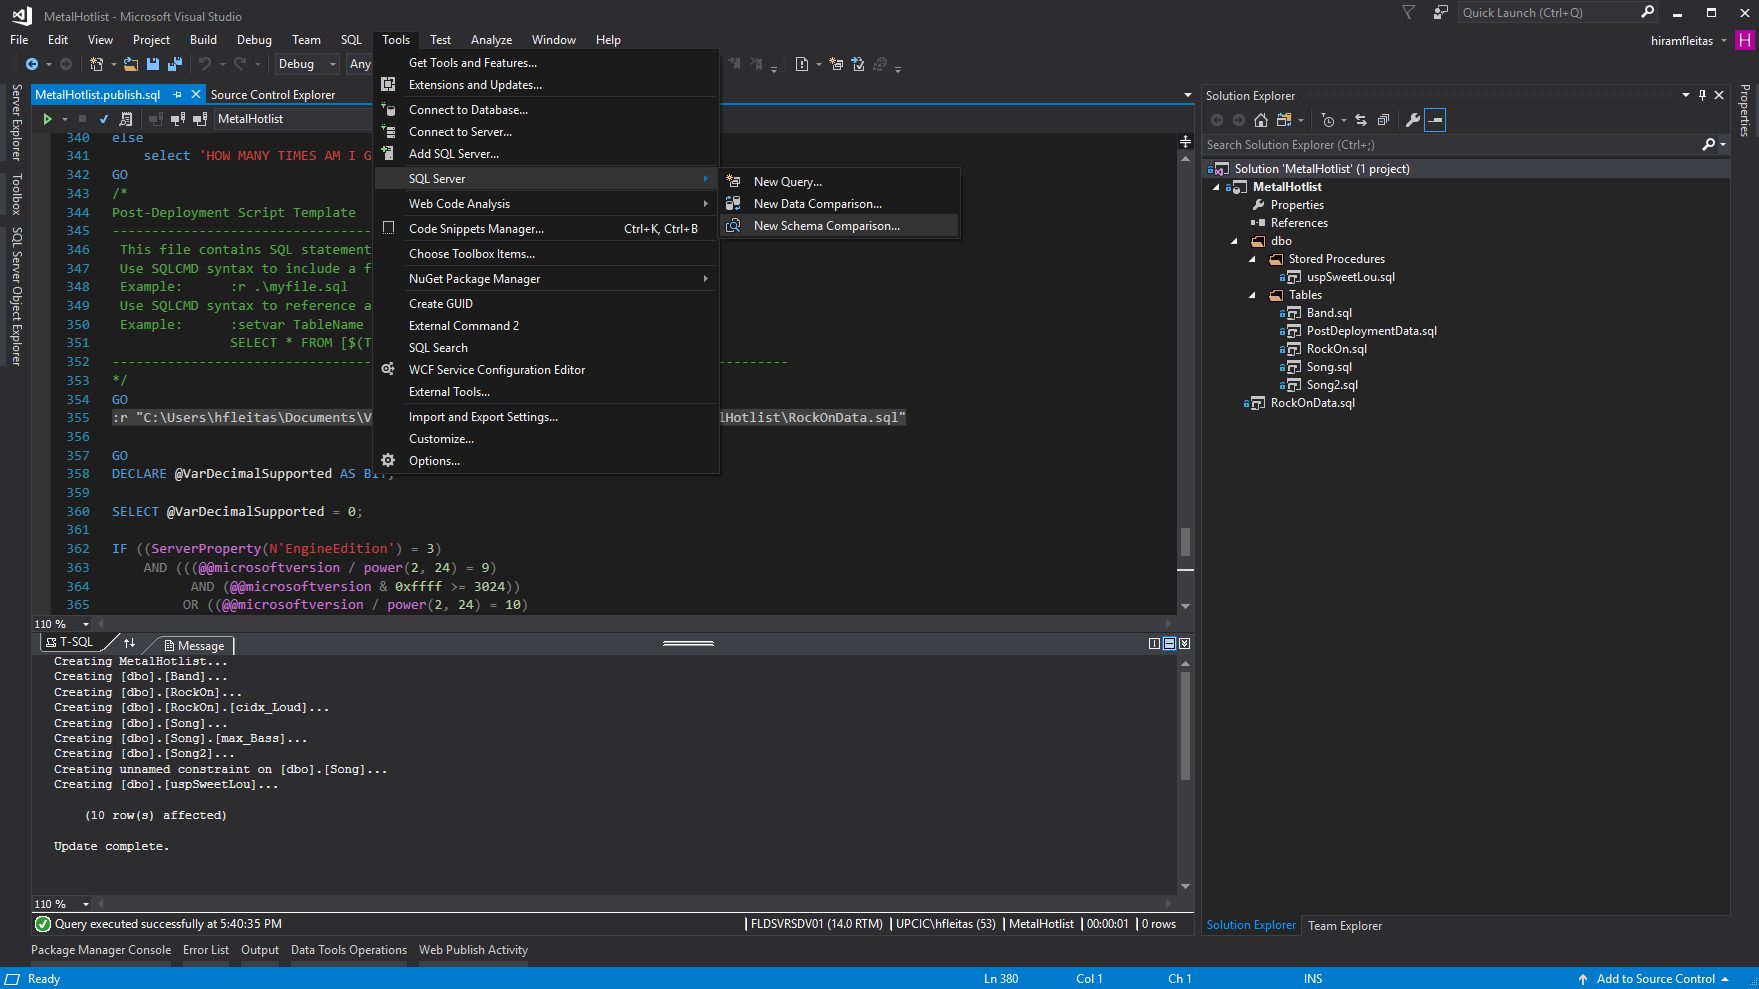 MetalHotlist - Microsoft Visual Studio
Quick Launch (Ctrl+Q)
File Edit View Project Build Debug Team SQL Tools Test Analyze Window Help
hiramfleitas H
Debug Any
MetalHotlist.publish.sql Source Control Explorer
MetalHotlist
Server Explorer
Toolbox
SQL Server Object Explorer
340 else
341 select 'HOW MANY TIMES AM I G
342 GO
343 /*
344 Post-Deployment Script Template
345 --------------------------------------------------------------------------------------
346 This file contains SQL statement
347 Use SQLCMD syntax to include a f
348 Example: :r .\myfile.sql
349 Use SQLCMD syntax to reference a
350 Example: :setvar TableName
351 SELECT * FROM [$(T
352 --------------------------------------------------------------------------------------
353 */
354 GO
355 :r "C:\Users\hfleitas\Documents\V lHotlist\RockOnData.sql"
356
357 GO
358 DECLARE @VarDecimalSupported AS BIT;
359
360 SELECT @VarDecimalSupported = 0;
361
362 IF ((ServerProperty(N'EngineEdition') = 3)
363 AND (((@@microsoftversion / power(2, 24) = 9)
364 AND (@@microsoftversion & 0xffff >= 3024))
365 OR ((@@microsoftversion / power(2, 24) = 10)
Get Tools and Features...
Extensions and Updates...
Connect to Database...
Connect to Server...
Add SQL Server...
SQL Server
Web Code Analysis
Code Snippets Manager... Ctrl+K, Ctrl+B
Choose Toolbox Items...
NuGet Package Manager
Create GUID
External Command 2
SQL Search
WCF Service Configuration Editor
External Tools...
Import and Export Settings...
Customize...
Options...
New Query...
New Data Comparison...
New Schema Comparison...
110 %
T-SQL Message
Creating MetalHotlist...
Creating [dbo].[Band]...
Creating [dbo].[RockOn]...
Creating [dbo].[RockOn].[cidx_Loud]...
Creating [dbo].[Song]...
Creating [dbo].[Song].[max_Bass]...
Creating [dbo].[Song2]...
Creating unnamed constraint on [dbo].[Song]...
Creating [dbo].[uspSweetLou]...
(10 row(s) affected)
Update complete.
110 %
Query executed successfully at 5:40:35 PM FLDSVRSDV01 (14.0 RTM) UPCIC\hfleitas (53) MetalHotlist 00:00:01 0 rows
Package Manager Console Error List Output Data Tools Operations Web Publish Activity
Ready Ln 380 Col 1 Ch 1 INS Add to Source Control
Solution Explorer
Search Solution Explorer (Ctrl+;)
Solution 'MetalHotlist' (1 project)
MetalHotlist
Properties
References
dbo
Stored Procedures
uspSweetLou.sql
Tables
Band.sql
PostDeploymentData.sql
RockOn.sql
Song.sql
Song2.sql
RockOnData.sql
Solution Explorer Team Explorer
Properties